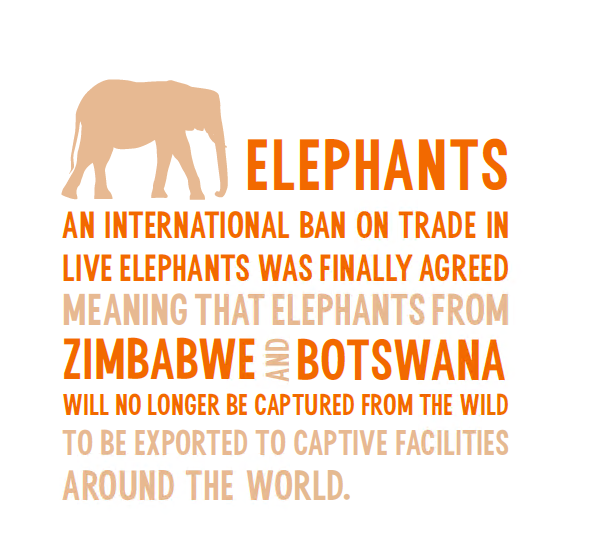 ELEPHANTS
AN INTERNATIONAL BAN ON TRADE IN
LIVE ELEPHANTS WAS FINALLY AGREED
MEANING THAT ELEPHANTS FROM
ZIMBABWE AND BOTSWANA
WILL NO LONGER BE CAPTURED FROM THE WILD
TO BE EXPORTED TO CAPTIVE FACILITIES
AROUND THE WORLD.